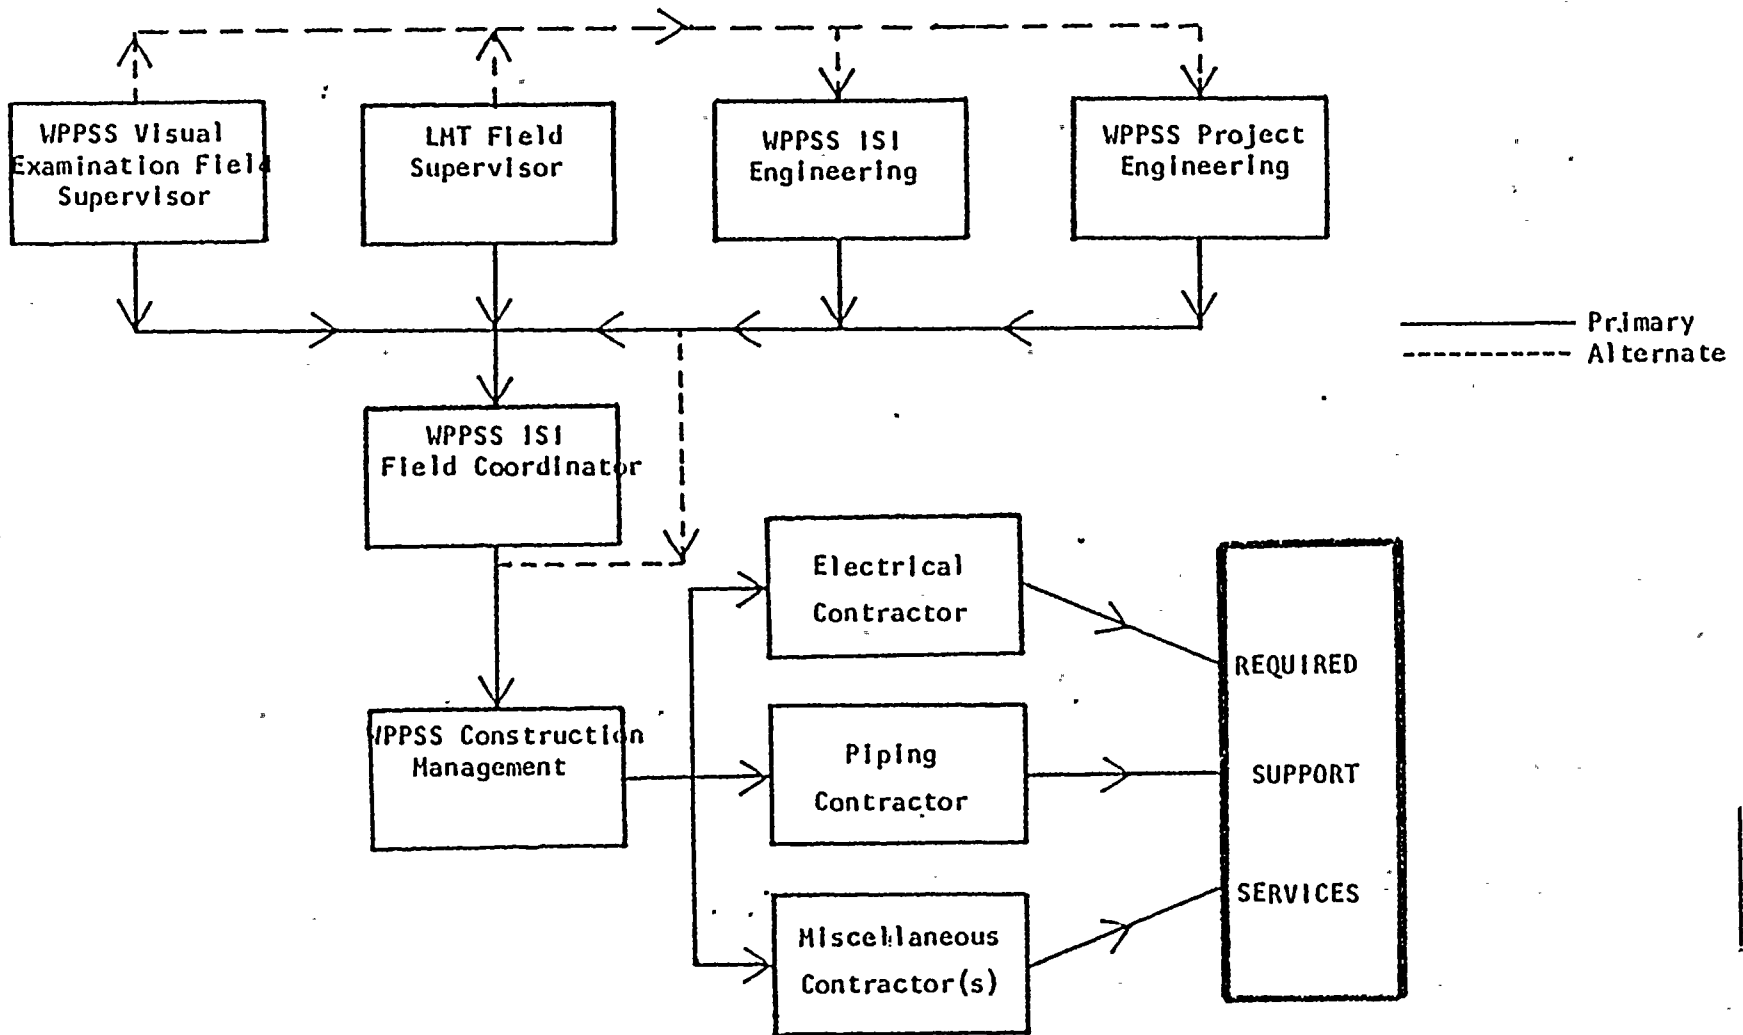 WPPSS Visual
Examination Field
Supervisor
LMT Field
Supervisor
WPPSS ISI
Engineering
WPPSS Project
Engineering
Primary
Alternate
WPPSS ISI
Field Coordinator
Electrical
Contractor
REQUIRED
WPPSS Construction
Management
Piping
Contractor
SUPPORT
Miscellaneous
Contractor(s)
SERVICES